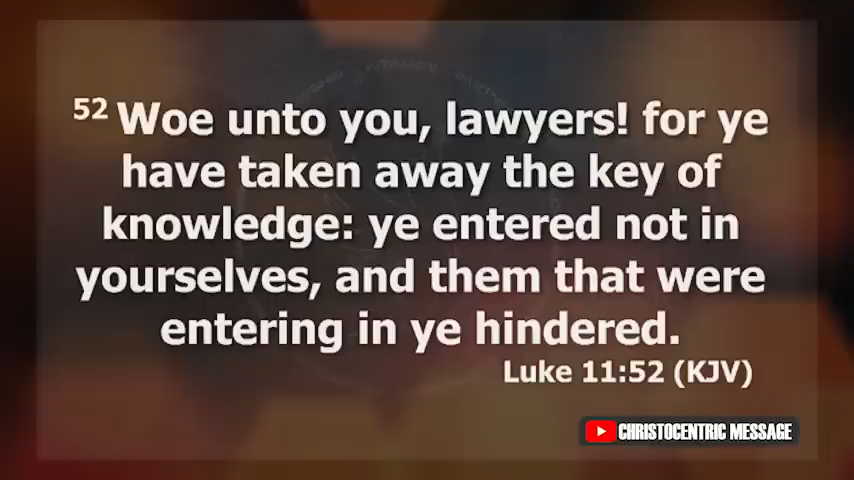 52 Woe unto you, lawyers! for ye
have taken away the key of
knowledge: ye entered not in
yourselves, and them that were
entering in ye hindered.
Luke 11:52 (KJV)
CHRISTOCENTRIC MESSAGE